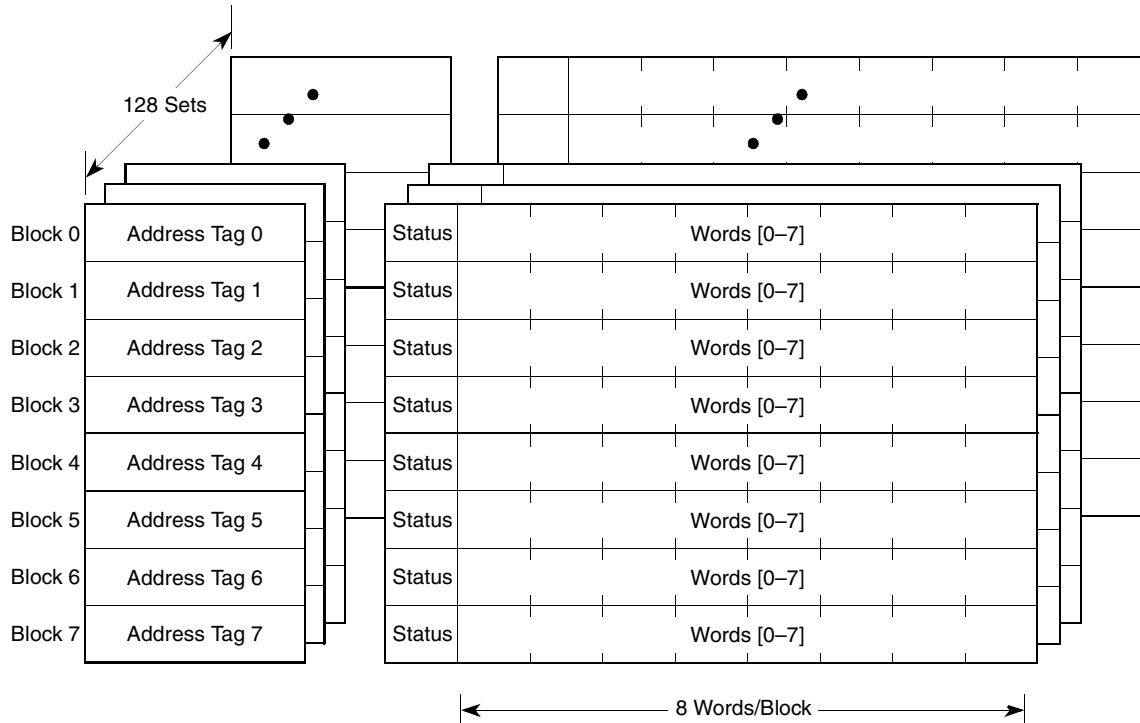 128 Sets
Block 0 Address Tag 0 Status Words [0–7]
Block 1 Address Tag 1 Status Words [0–7]
Block 2 Address Tag 2 Status Words [0–7]
Block 3 Address Tag 3 Status Words [0–7]
Block 4 Address Tag 4 Status Words [0–7]
Block 5 Address Tag 5 Status Words [0–7]
Block 6 Address Tag 6 Status Words [0–7]
Block 7 Address Tag 7 Status Words [0–7]
8 Words/Block